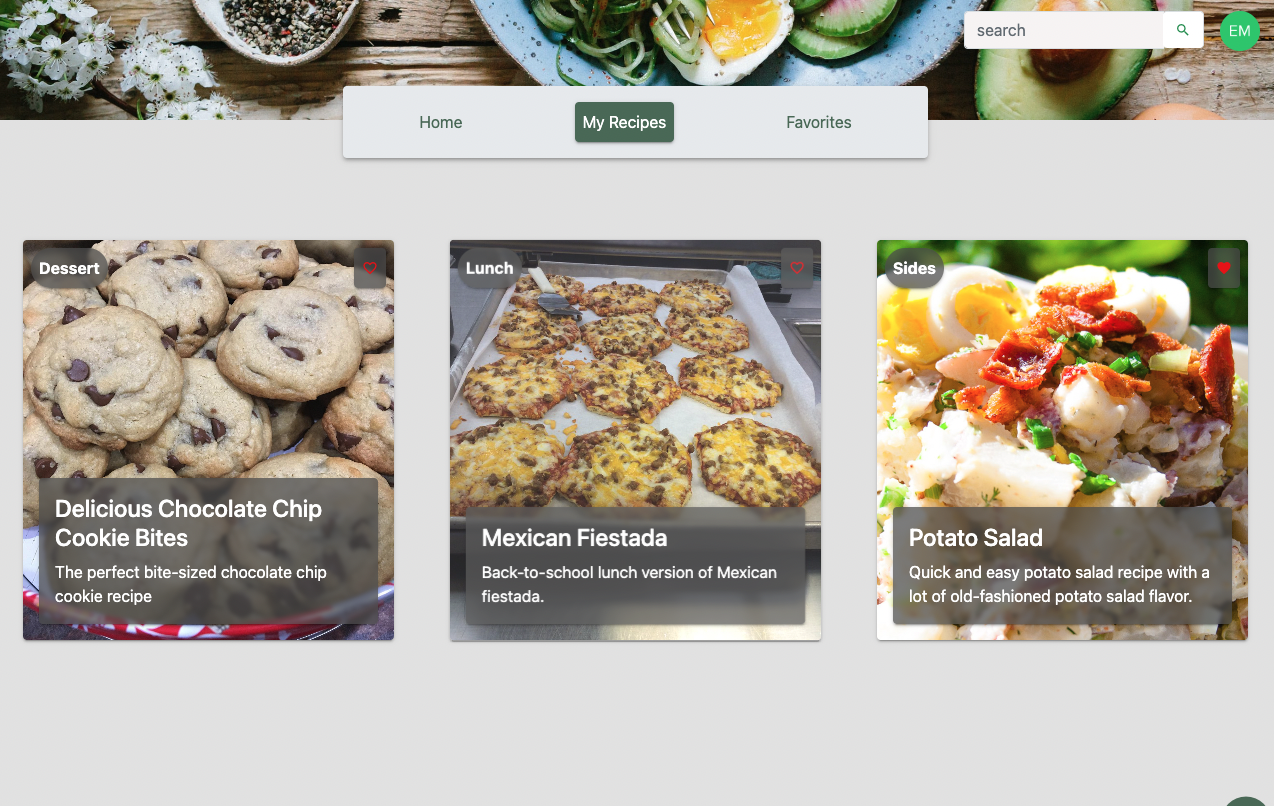 search
EM
Home
My Recipes
Favorites
Dessert
Delicious Chocolate Chip
Cookie Bites
The perfect bite-sized chocolate chip
cookie recipe
Lunch
Mexican Fiestada
Back-to-school lunch version of Mexican
fiestada.
Sides
Potato Salad
Quick and easy potato salad recipe with a
lot of old-fashioned potato salad flavor.